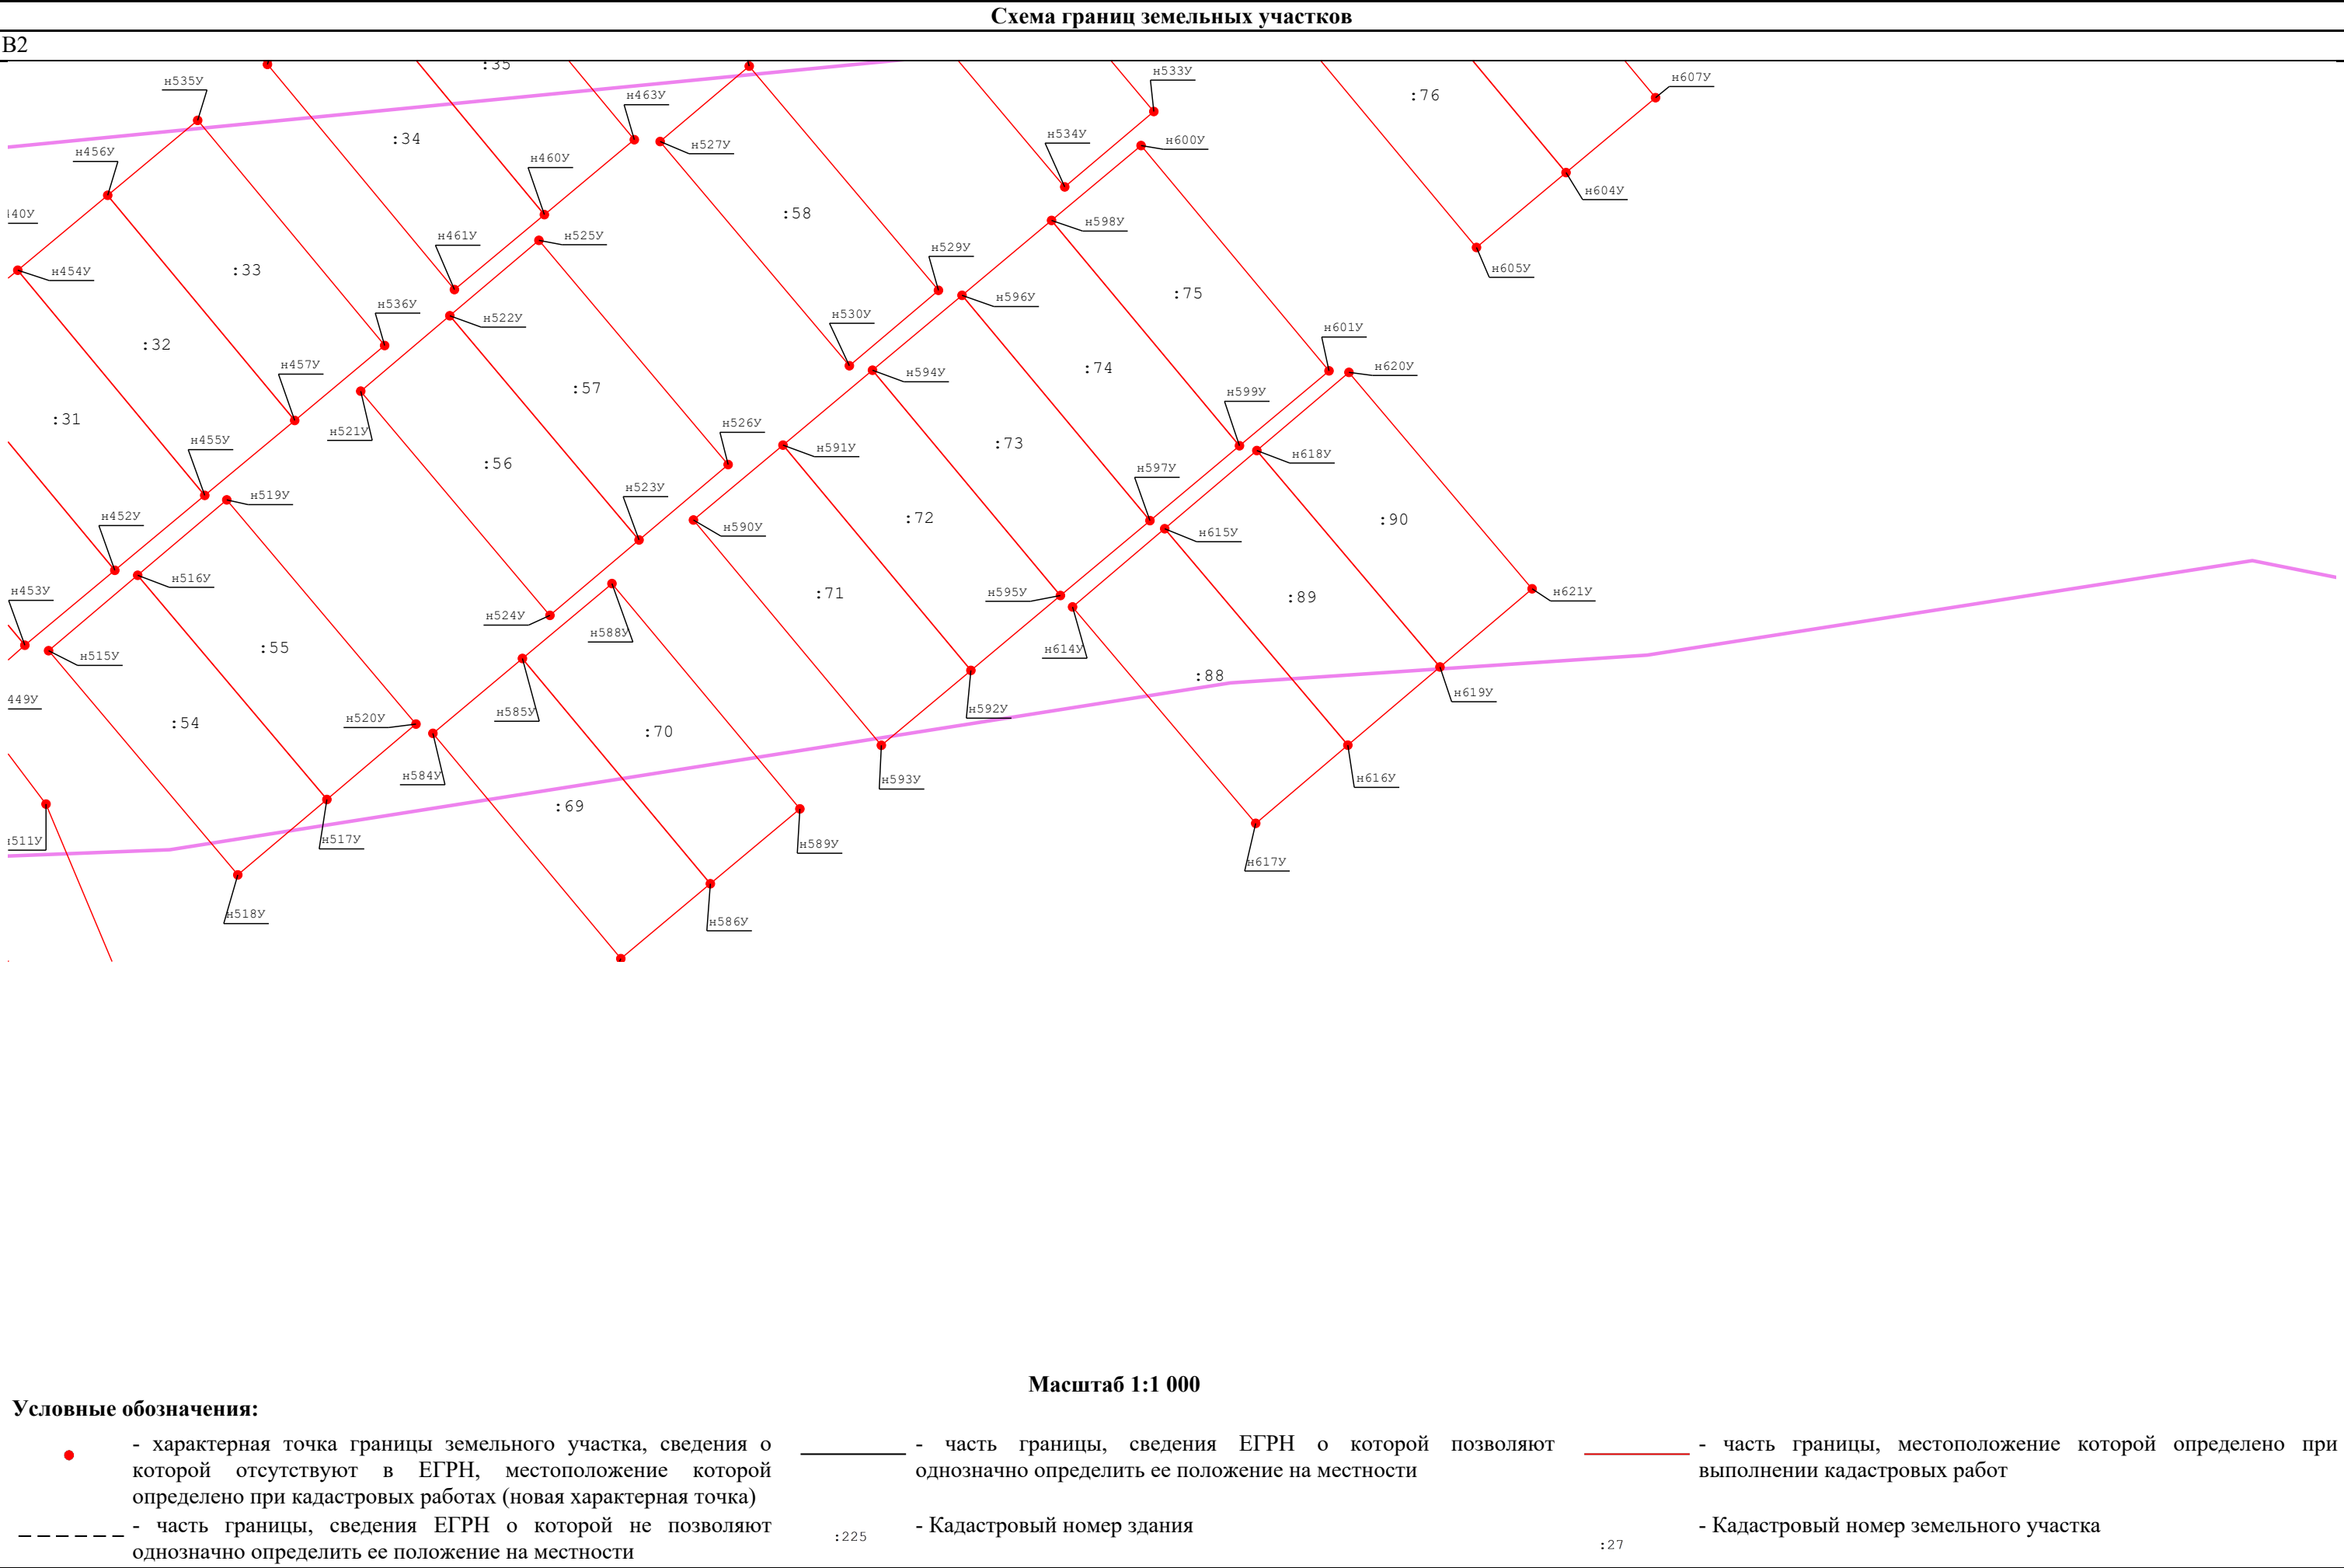 Схема границ земельных участков
В2
:35
н535У
н463У
н533У
:76
н607У
:34
н456У
н460У
н527У
н534У
н600У
н604У
:58
н598У
н461У
н525У
н529У
:33
н454У
н605У
:75
н536У
н596У
н522У
н530У
н601У
:32
н457У
:57
н594У
:74
н620У
:31
н521У
н455У
н526У
н591У
:73
н599У
н618У
:56
н597У
н519У
н523У
н452У
н590У
:72
н615У
:90
н516У
н453У
н524У
н588У
:71
н595У
:89
н621У
:55
н515У
н614У
:88
н619У
449У
:54
н520У
н585У
:70
н592У
н584У
н593У
н616У
:69
н517У
н589У
н617У
н518У
н586У
Масштаб 1:1 000
Условные обозначения:
- характерная точка границы земельного участка, сведения о
которой отсутствуют в ЕГРН, местоположение которой
определено при кадастровых работах (новая характерная точка)
- часть границы, сведения ЕГРН о которой позволяют
однозначно определить ее положение на местности
- часть границы, местоположение которой определено при
выполнении кадастровых работ
- часть границы, сведения ЕГРН о которой не позволяют
однозначно определить ее положение на местности
:225
- Кадастровый номер здания
:27
- Кадастровый номер земельного участка